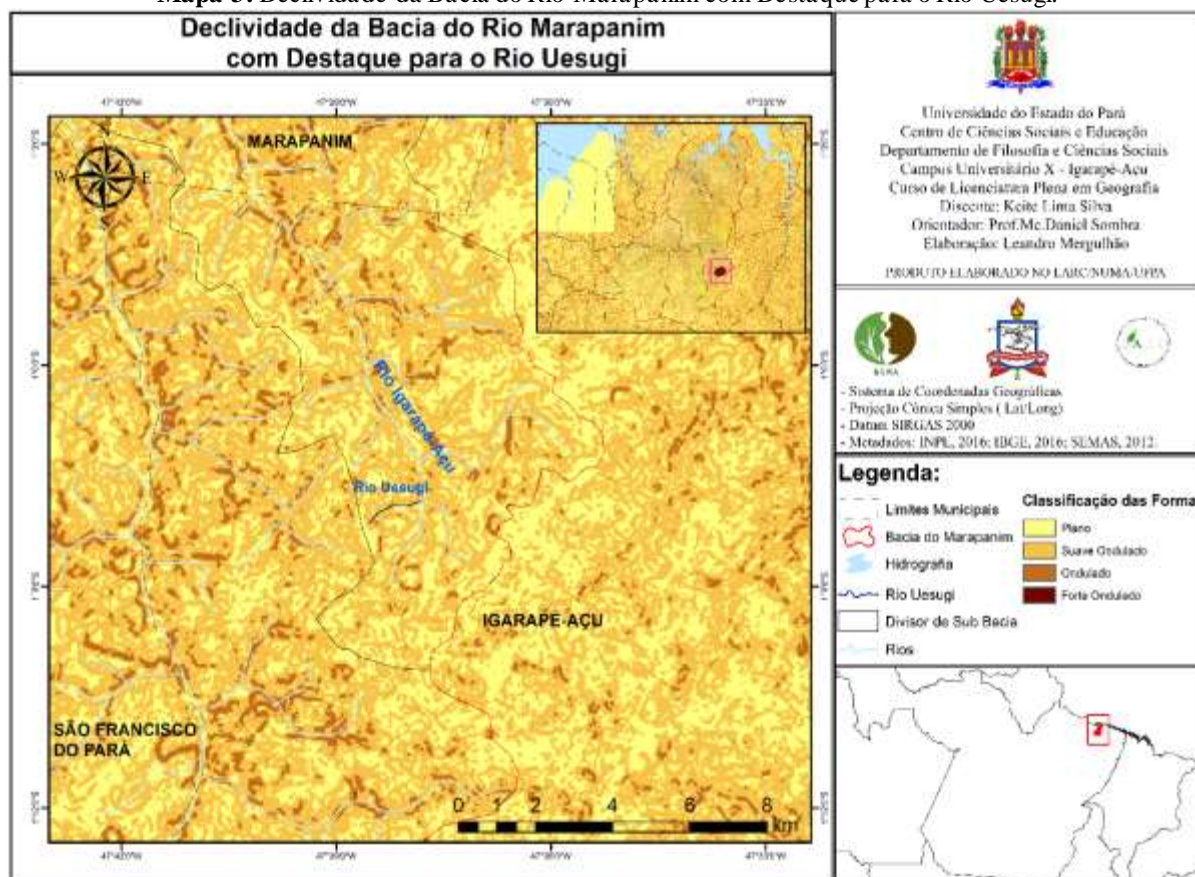 Mapa 3: Declividade da Bacia do Rio Marapanim com Destaque para o Rio Uesugi.
Declividade da Bacia do Rio Marapanim
com Destaque para o Rio Uesugi
MARAPANIM
W
E
Rio Igarapé-Açu
Rio Uesugi
IGARAPÉ-AÇU
SÃO FRANCISCO
DO PARÁ
0 1 2 4 6 8
km
Universidade do Estado do Pará
Centro de Ciências Sociais e Educação
Departamento de Filosofia e Ciências Sociais
Campus Universitário X - Igarapé-Açu
Curso de Licenciatura Plena em Geografia
Discente: Keite Lima Silva
Orientador: Prof.Me.Daniel Sombra
Elaboração: Leandro Mergulhão
PRODUTO ELABORADO NO LARC/NUMA/UFPA
NUMA
- Sistema de Coordenadas Geográficas
- Projeção Cônica Simples ( Lat/Long)
- Datum SIRGAS 2000
- Metadados: INPE, 2016; IBGE, 2016; SEMAS, 2012.
Legenda:
Limites Municipais
Bacia do Marapanim
Hidrografia
Rio Uesugi
Divisor de Sub Bacia
Rios
Classificação das Forma
Plano
Suave Ondulado
Ondulado
Forte Ondulado